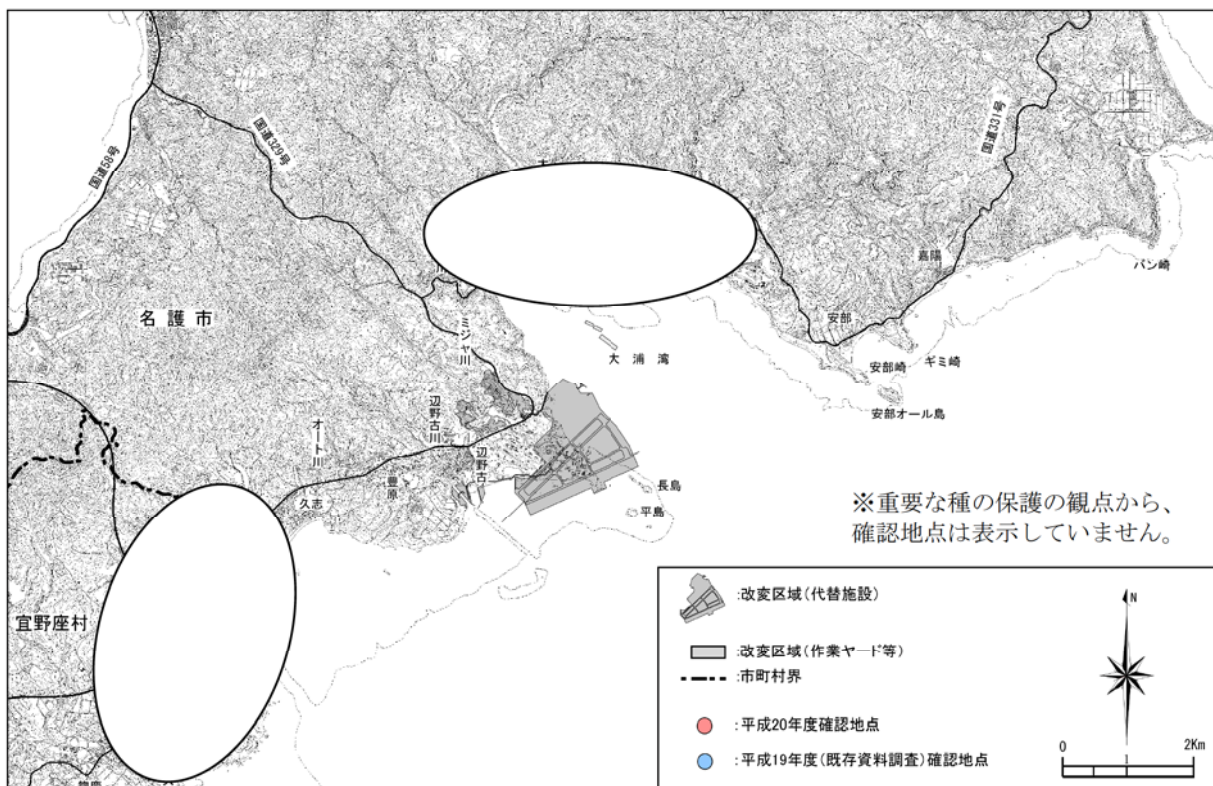 国道58号
国道329号
国道331号
川
嘉陽
バン崎
名護市
ミジャ川
大浦湾
安部
安部崎
ギミ崎
安部オール島
辺野古川
オート川
辺野古
豊原
久志
長島
平島
※重要な種の保護の観点から、
確認地点は表示していません。
宜野座村
:改変区域(代替施設)
:改変区域(作業ヤード等)
:市町村界
:平成20年度確認地点
:平成19年度(既存資料調査)確認地点
N
0 1 2Km